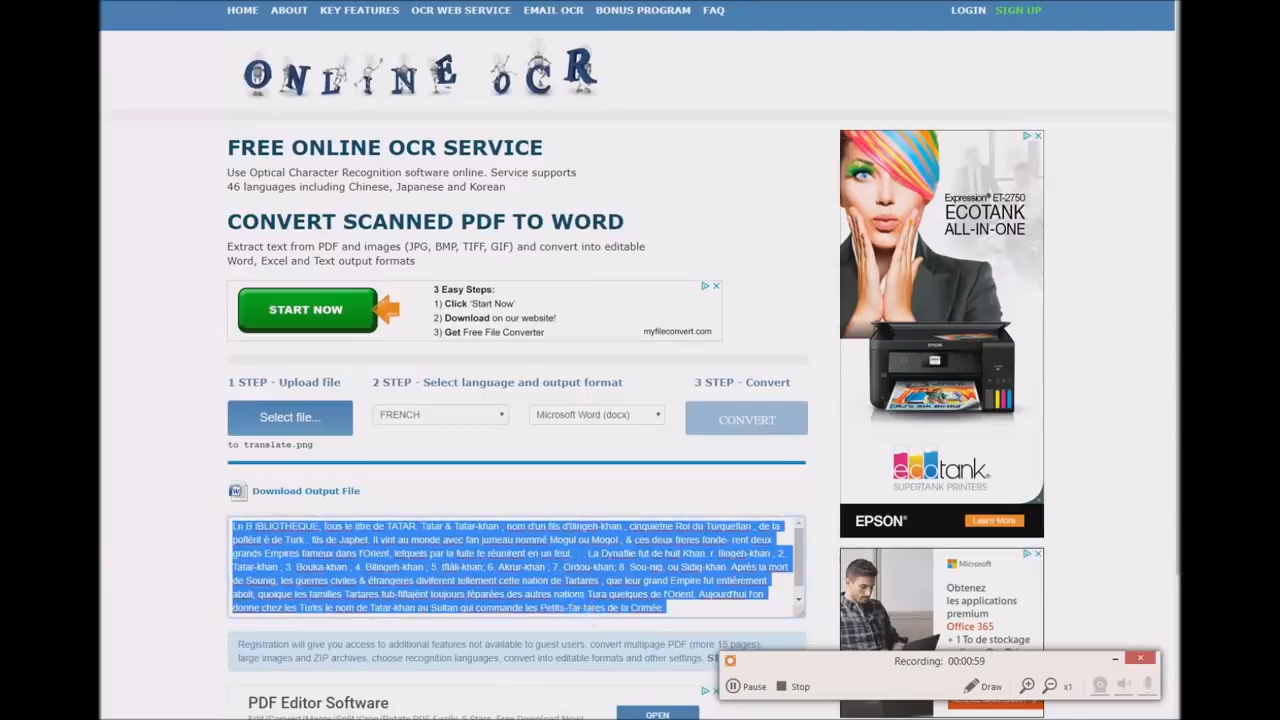 HOME ABOUT KEY FEATURES OCR WEB SERVICE EMAIL OCR BONUS PROGRAM FAQ LOGIN SIGN UP
ONLINE OCR
FREE ONLINE OCR SERVICE
Use Optical Character Recognition software online. Service supports
46 languages including Chinese, Japanese and Korean
CONVERT SCANNED PDF TO WORD
Extract text from PDF and images (JPG, BMP, TIFF, GIF) and convert into editable
Word, Excel and Text output formats
START NOW
3 Easy Steps:
1) Click 'Start Now'
2) Download on our website!
3) Get Free File Converter
myfileconvert.com
1 STEP - Upload file
2 STEP - Select language and output format
3 STEP - Convert
Select file...
FRENCH
Microsoft Word (docx)
CONVERT
to translate.png
Download Output File
Ln B IBLIOTHEQUE, fous le titre de TATAR. Tatar & Tatar-khan , nom d'un fils d'Ilingeh-khan , cinquietne Roi du Turqueflan , de la
poflérit é de Turk , fils de Japhet. Il vint au monde avec fan jumeau nommé Mogul ou Mogol , & ces deux freres fonde- rent deux
grands Empires fameux dans l'Orient, lefquels par la fuite fe réunirent en un feul. . . La Dynaflie fut de huit Khan. r. Ilingeh-khan , 2..
Tatar-khan , 3. Bouka-khan , 4. Bilingeh-khan , 5. Iftâli-khan; 6. Akrur-khan , 7. Ordou-khan; 8. Sou-nig, ou Sidig-khan. Après la mort
de Sounig, les guerres civiles & étrangeres diviferent tellement cette nation de Tartares , que leur grand Empire fut entièrement
aboli, quoique les familles Tartares fub-fiflajént toujours féparées des autres nations Tura quelques de l'Orient. Aujourd'hui l'on
donne chez les Turks le nom de Tatar-khan au Sultan qui commande les Petits-Tar-tares de la Crimée.
Registration will give you access to additional features not available to guest users: convert multipage PDF (more 15 pages),
large images and ZIP archives, choose recognition languages, convert into editable formats and other settings.
PDF Editor Software
OPEN
Expression® ET-2750
ECOTANK
ALL-IN-ONE
EPSON
ecotank®
SUPERTANK PRINTERS
EPSON®
Learn More
Microsoft
Obtenez
les applications
premium
Office 365
+ 1 To de stockage
Recording: 00:00:59
Pause Stop Draw x1